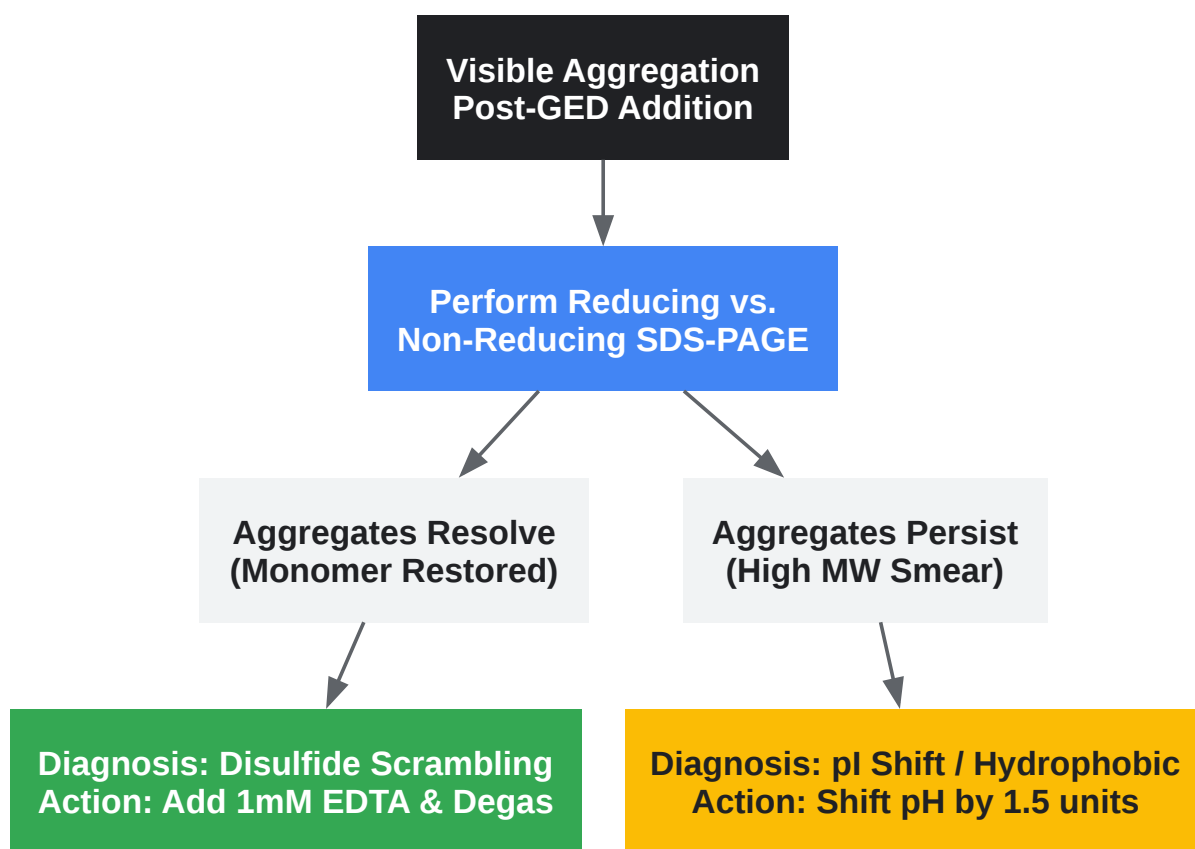 Visible Aggregation
Post-GED Addition
Perform Reducing vs.
Non-Reducing SDS-PAGE
Aggregates Resolve
(Monomer Restored)
Aggregates Persist
(High MW Smear)
Diagnosis: Disulfide Scrambling
Action: Add 1mM EDTA & Degas
Diagnosis: pI Shift / Hydrophobic
Action: Shift pH by 1.5 units